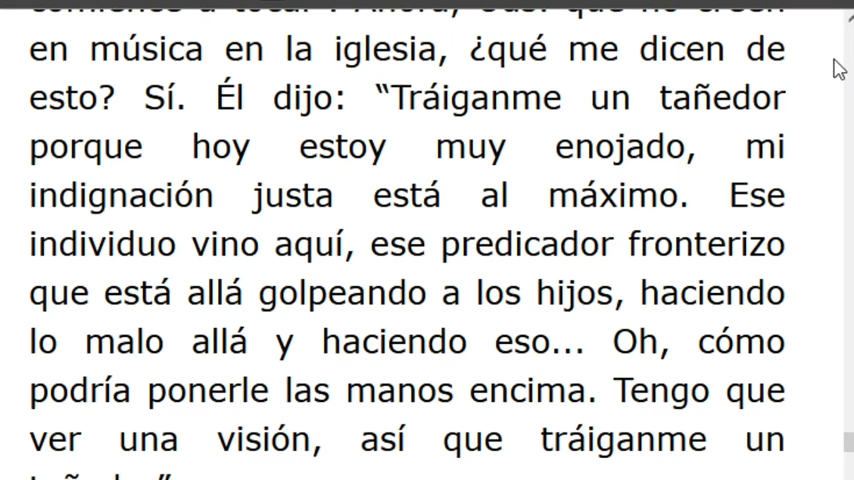 en música en la iglesia, ¿qué me dicen de
esto? Sí. Él dijo: “Tráiganme un tañedor
porque hoy estoy muy enojado, mi
indignación justa está al máximo. Ese
individuo vino aquí, ese predicador fronterizo
que está allá golpeando a los hijos, haciendo
lo malo allá y haciendo eso... Oh, cómo
podría ponerle las manos encima. Tengo que
ver una visión, así que tráiganme un